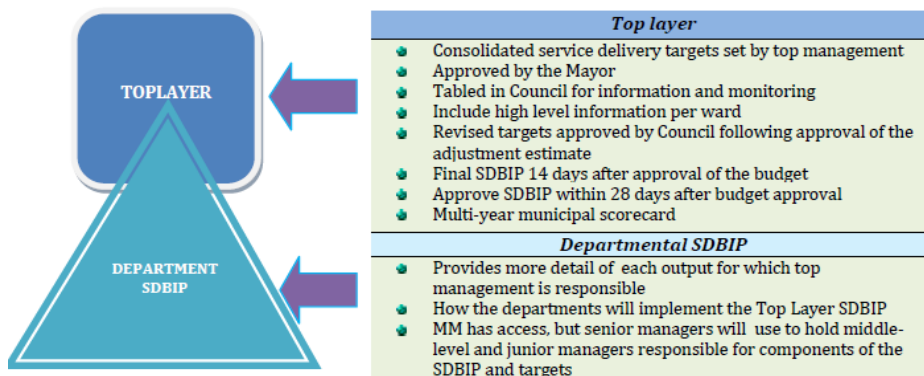 TOPLAYER
DEPARTMENT
SDBIP
Top layer
Consolidated service delivery targets set by top management
Approved by the Mayor
Tabled in Council for information and monitoring
Include high level information per ward
Revised targets approved by Council following approval of the
adjustment estimate
Final SDBIP 14 days after approval of the budget
Approve SDBIP within 28 days after budget approval
Multi-year municipal scorecard
Departmental SDBIP
Provides more detail of each output for which top
management is responsible
How the departments will implement the Top Layer SDBIP
MM has access, but senior managers will use to hold middle-
level and junior managers responsible for components of the
SDBIP and targets